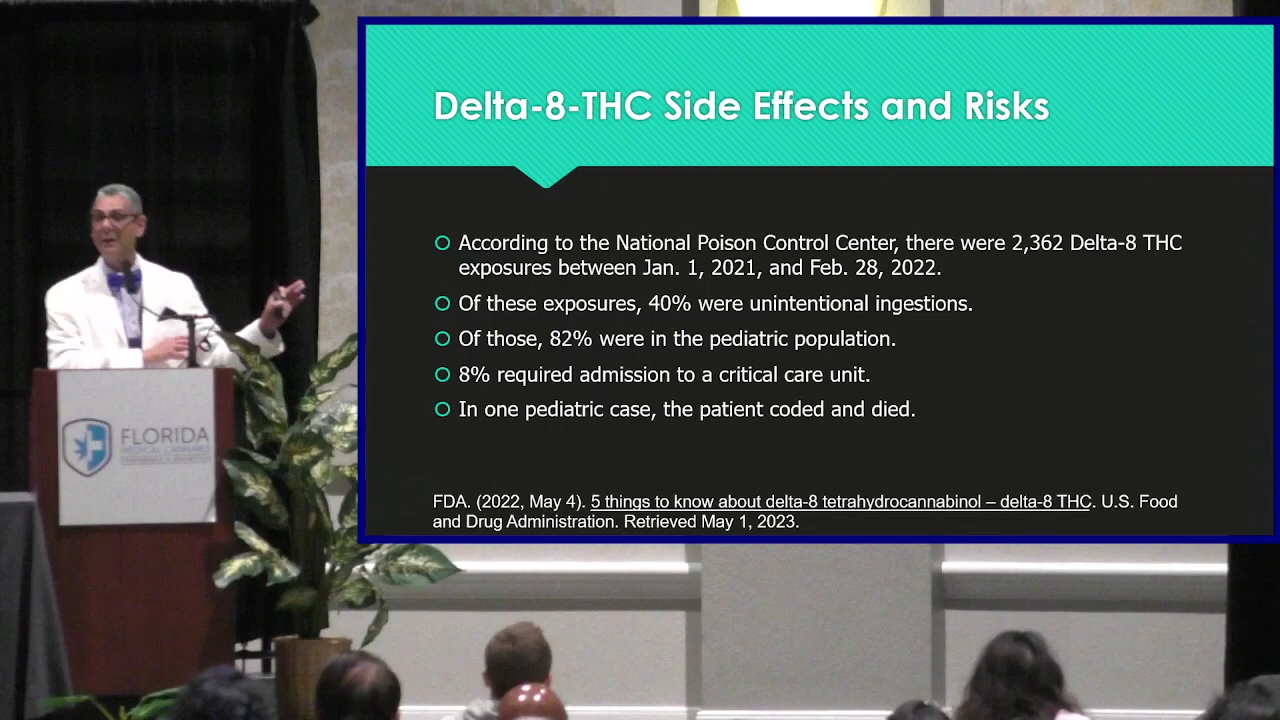 Delta-8-THC Side Effects and Risks
According to the National Poison Control Center, there were 2,362 Delta-8 THC
exposures between Jan. 1, 2021, and Feb. 28, 2022.
Of these exposures, 40% were unintentional ingestions.
Of those, 82% were in the pediatric population.
8% required admission to a critical care unit.
In one pediatric case, the patient coded and died.
FDA. (2022, May 4). 5 things to know about delta-8 tetrahydrocannabinol – delta-8 THC. U.S. Food
and Drug Administration. Retrieved May 1, 2023.
FLORIDA
MEDICAL CANNABIS